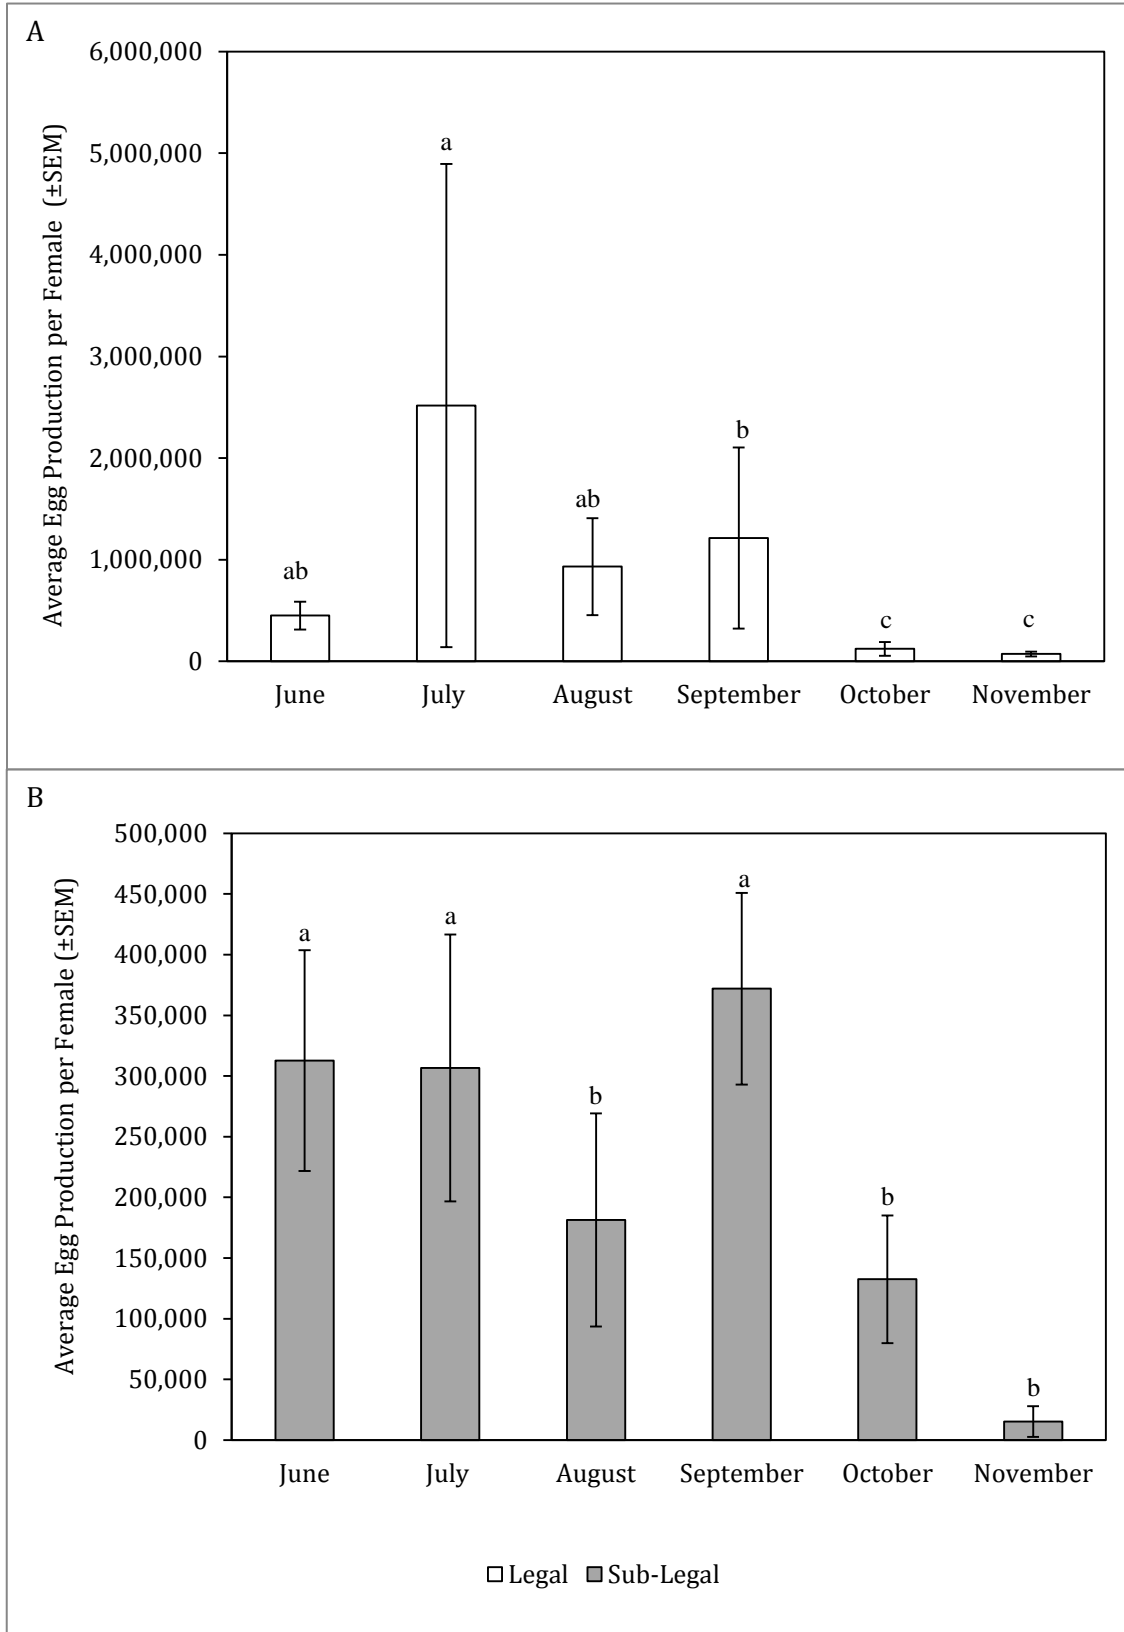 A
6,000,000
5,000,000
4,000,000
3,000,000
2,000,000
1,000,000
0
Average Egg Production per Female (±SEM)
ab
a
ab
b
c
c
June
July
August
September
October
November
B
500,000
450,000
400,000
350,000
300,000
250,000
200,000
150,000
100,000
50,000
0
Average Egg Production per Female (±SEM)
a
a
b
a
b
b
June
July
August
September
October
November
Legal
Sub-Legal